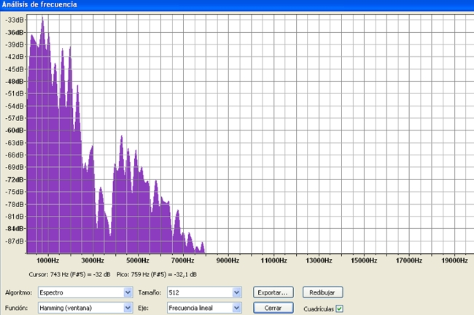 Análisis de frecuencia
-33dB
-36dB
-39dB
-42dB
-45dB
-48dB
-51dB
-54dB
-57dB
-60dB
-63dB
-66dB
-69dB
-72dB
-75dB
-78dB
-81dB
-84dB
-87dB
1000Hz 3000Hz 5000Hz 7000Hz 9000Hz 11000Hz 13000Hz 15000Hz 17000Hz 19000Hz
Cursor: 743 Hz (F#5) = -32 dB Pico: 759 Hz (F#5) = -32,1 dB
Algoritmo: Espectro Tamaño: 512 Exportar... Redibujar
Función: Hanning (ventana) Eje: Frecuencia lineal Cerrar Cuadrículas